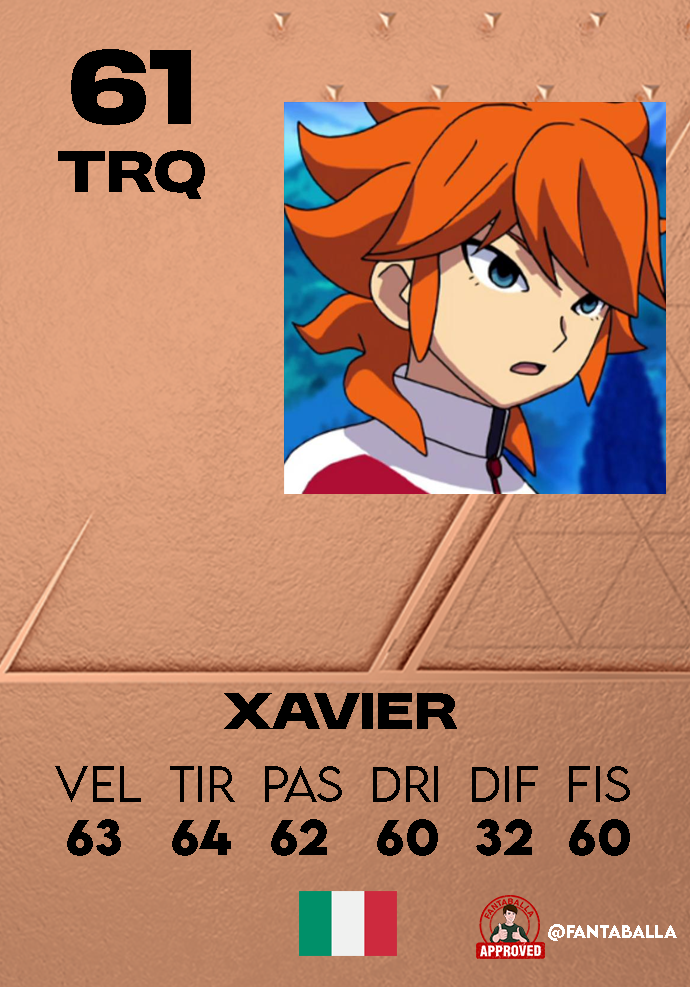 61
TRQ
XAVIER
VEL TIR PAS DRI DIF FIS
63 64 62 60 32 60
FANTABALLA
APPROVED
@FANTABALLA